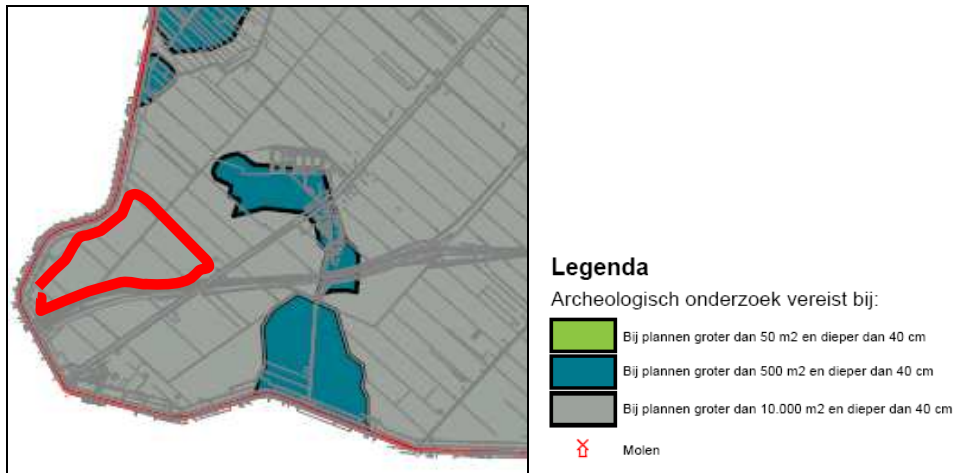 Legenda
Archeologisch onderzoek vereist bij:
Bij plannen groter dan 50 m2 en dieper dan 40 cm
Bij plannen groter dan 500 m2 en dieper dan 40 cm
Bij plannen groter dan 10.000 m2 en dieper dan 40 cm
Molen